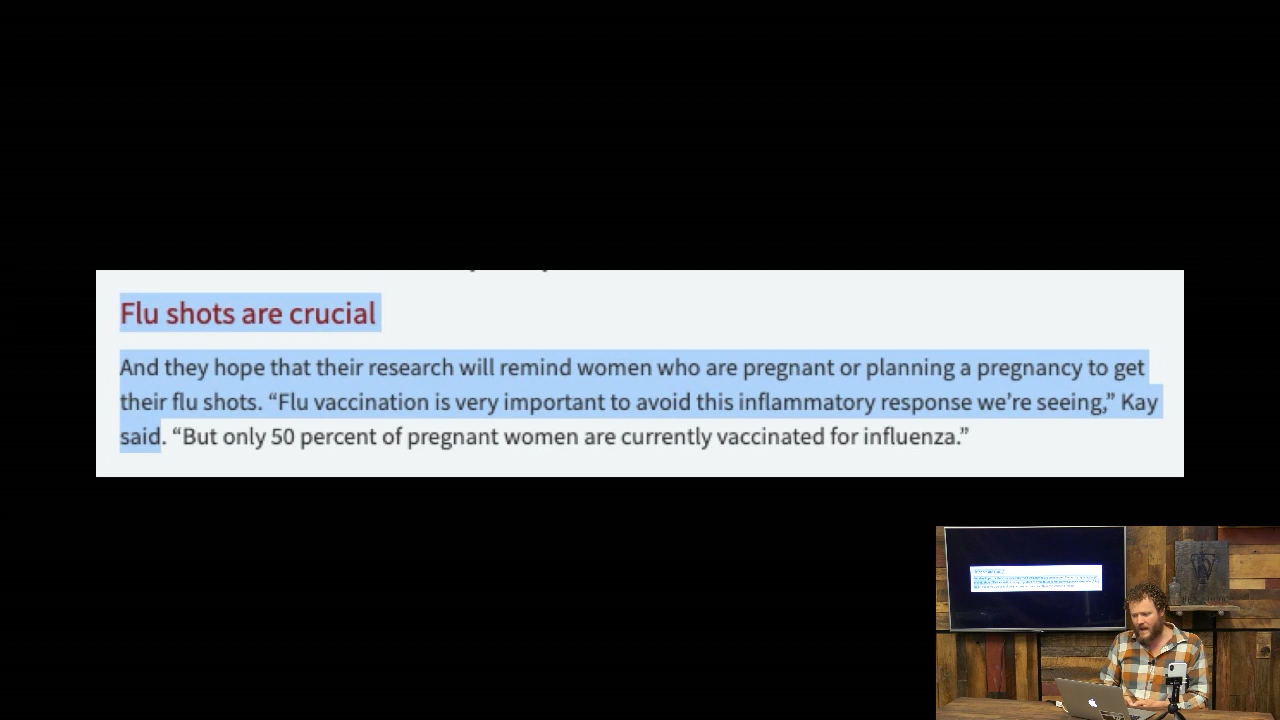 Flu shots are crucial
And they hope that their research will remind women who are pregnant or planning a pregnancy to get
their flu shots. “Flu vaccination is very important to avoid this inflammatory response we’re seeing,” Kay
said. “But only 50 percent of pregnant women are currently vaccinated for influenza.”